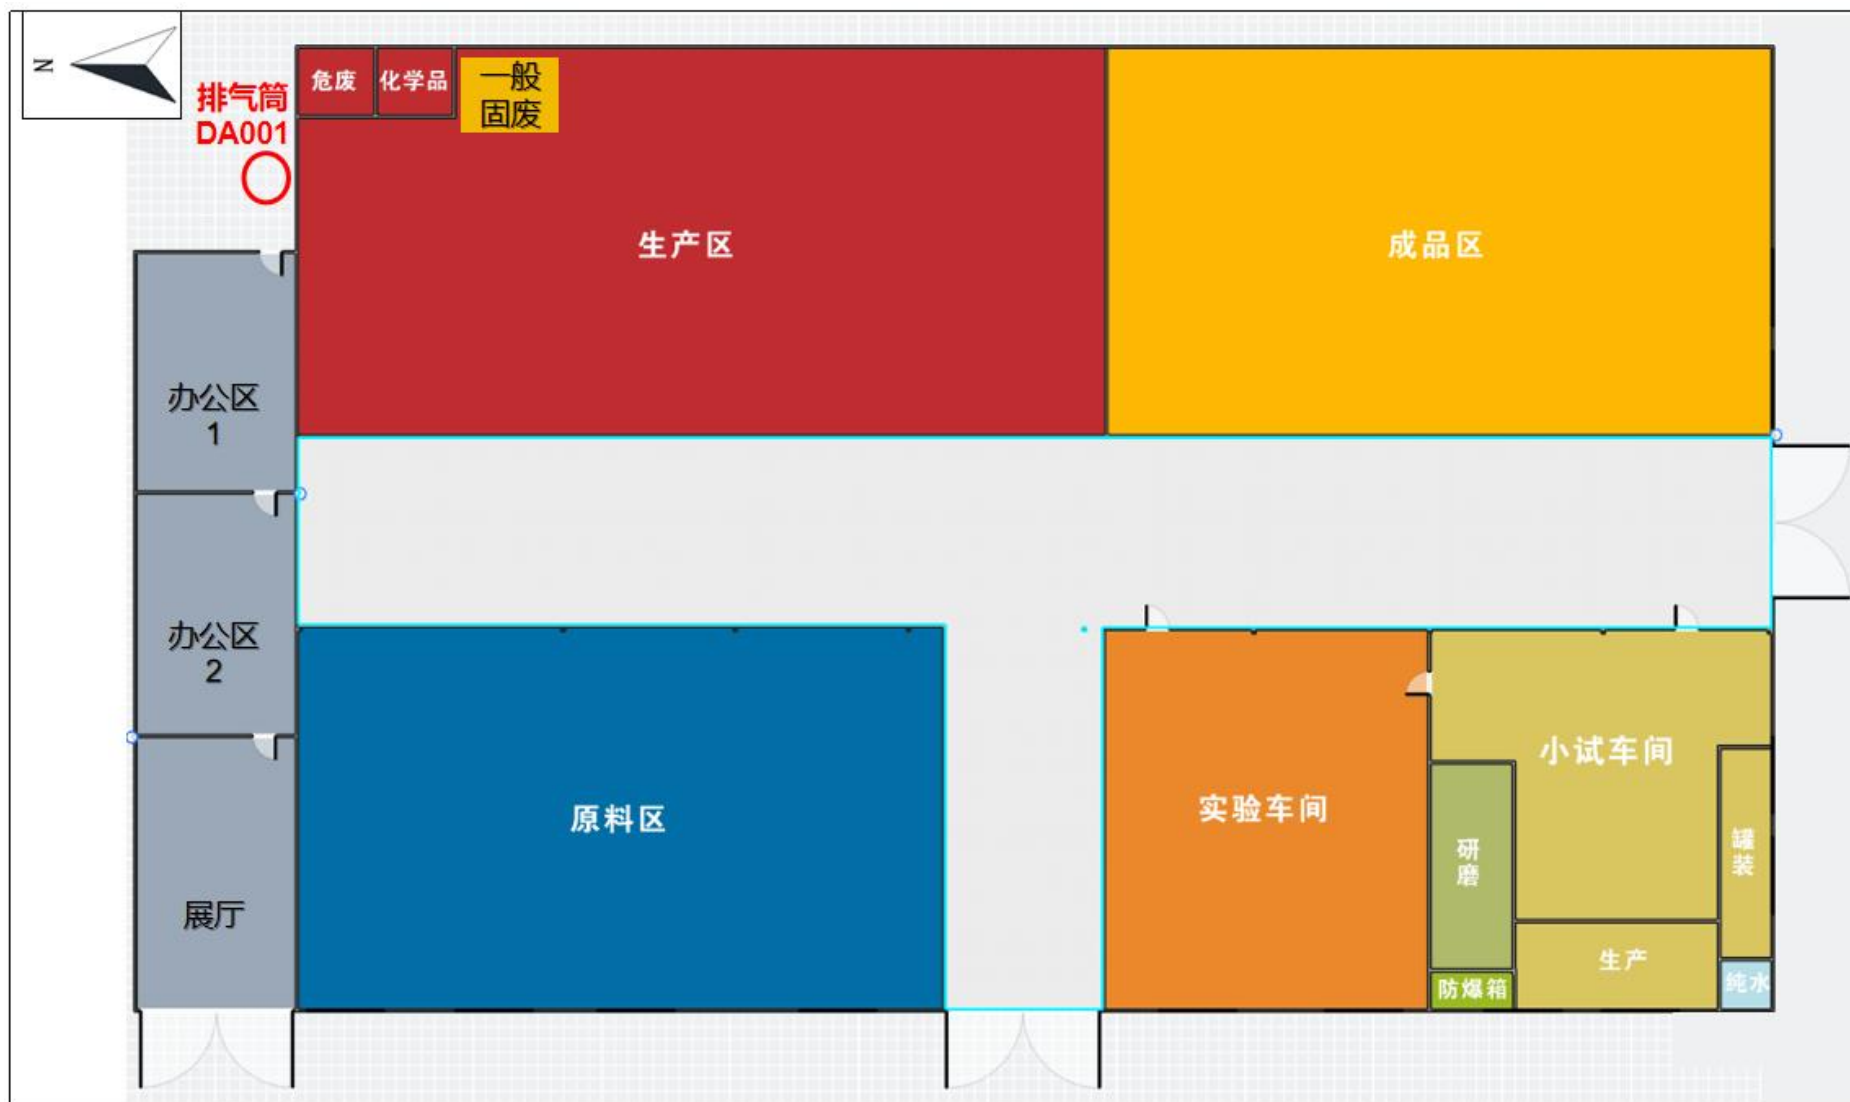 N
排气筒
DA001
危废
化学品
一般
固废
生产区
成品区
办公区
1
办公区
2
展厅
原料区
实验车间
小试车间
研
磨
罐
装
生产
防爆箱
纯水